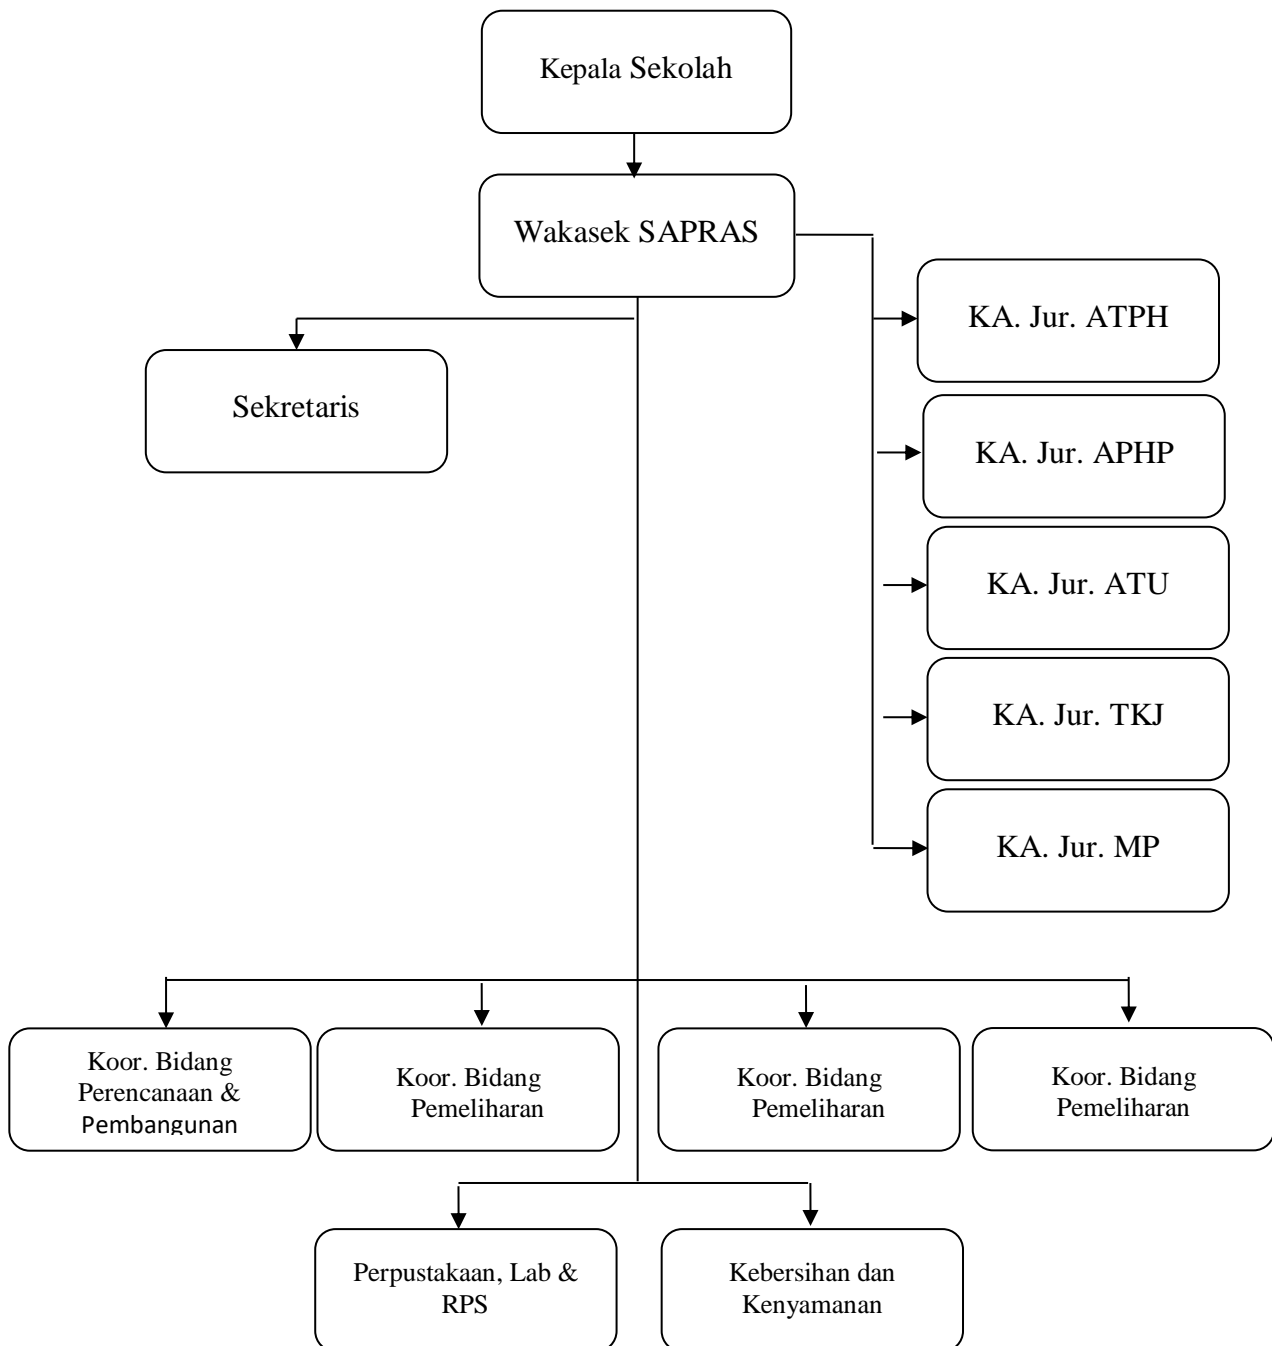 Kepala Sekolah
Wakasek SAPRAS
KA. Jur. ATPH
Sekretaris
KA. Jur. APHP
KA. Jur. ATU
KA. Jur. TKJ
KA. Jur. MP
Koor. Bidang
Perencanaan &
Pembangunan
Koor. Bidang
Pemeliharan
Koor. Bidang
Pemeliharan
Koor. Bidang
Pemeliharan
Perpustakaan, Lab &
RPS
Kebersihan dan
Kenyamanan